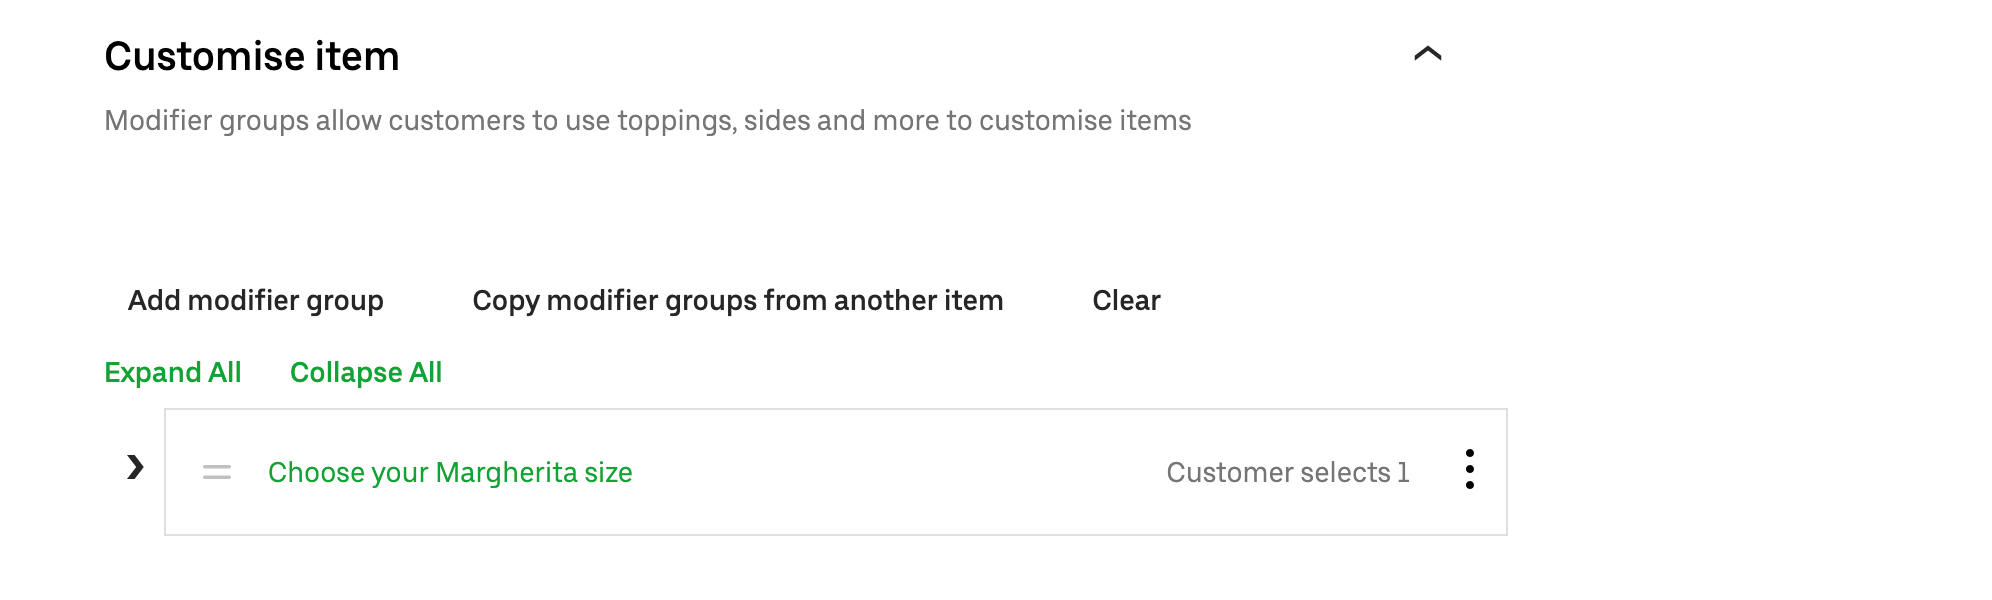 Customise item
Modifier groups allow customers to use toppings, sides and more to customise items
Add modifier group Copy modifier groups from another item Clear
Expand All Collapse All
Choose your Margherita size Customer selects 1